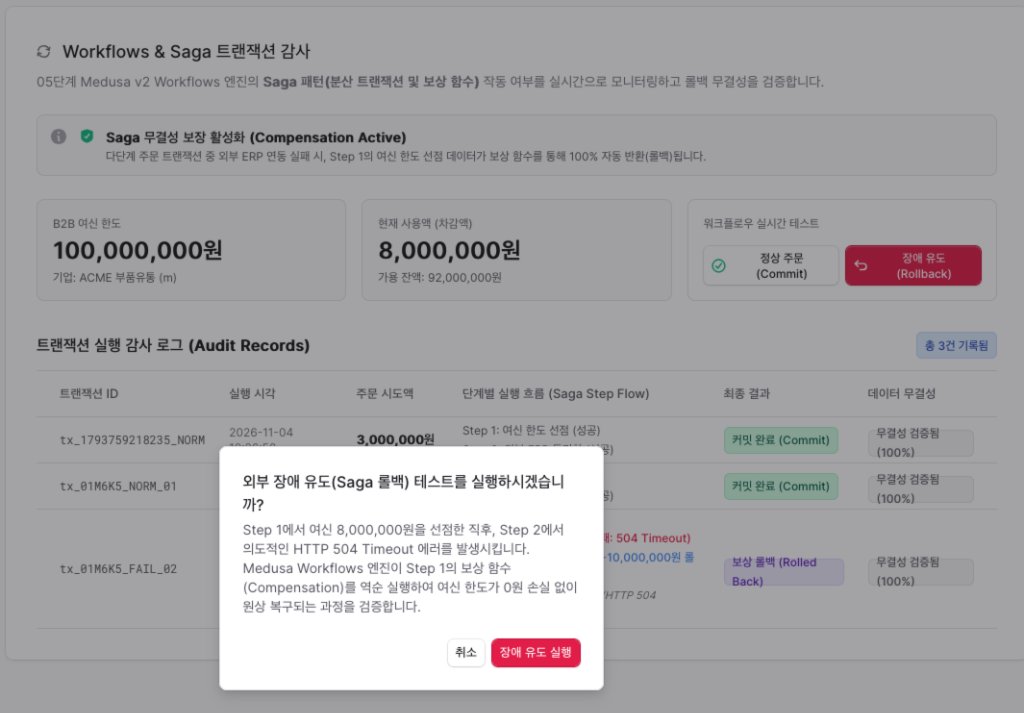 Workflows & Saga 트랜잭션 감사
05단계 Medusa v2 Workflows 엔진의 Saga 패턴(분산 트랜잭션 및 보상 함수) 작동 여부를 실시간으로 모니터링하고 롤백 무결성을 검증합니다.
Saga 무결성 보장 활성화 (Compensation Active)
다단계 주문 트랜잭션 중 외부 ERP 연동 실패 시, Step 1의 여신 한도 선점 데이터가 보상 함수를 통해 100% 자동 반환(롤백)됩니다.
B2B 여신 한도
100,000,000원
기업: ACME 부품유통 (m)
현재 사용액 (차감액)
8,000,000원
가용 잔액: 92,000,000원
워크플로우 실시간 테스트
정상 주문
(Commit)
장애 유도
(Rollback)
트랜잭션 실행 감사 로그 (Audit Records)
총 3건 기록됨
트랜잭션 ID 실행 시각 주문 시도액 단계별 실행 흐름 (Saga Step Flow) 최종 결과 데이터 무결성
tx_1793759218235_NORM
2026-11-04
3,000,000원
Step 1: 여신 한도 선점 (성공)
커밋 완료 (Commit)
무결성 검증됨
(100%)
tx_01M6K5_NORM_01
커밋 완료 (Commit)
무결성 검증됨
(100%)
tx_01M6K5_FAIL_02
504 Timeout)
-10,000,000원 롤
/HTTP 504
보상 롤백 (Rolled
Back)
무결성 검증됨
(100%)
외부 장애 유도(Saga 롤백) 테스트를 실행하시겠습니
까?
Step 1에서 여신 8,000,000원을 선점한 직후, Step 2에서
의도적인 HTTP 504 Timeout 에러를 발생시킵니다.
Medusa Workflows 엔진이 Step 1의 보상 함수
(Compensation)를 역순 실행하여 여신 한도가 0원 손실 없이
원상 복구되는 과정을 검증합니다.
취소
장애 유도 실행